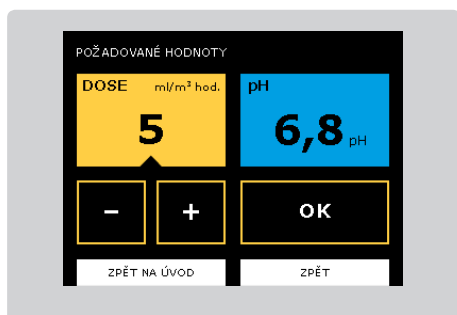 POŽADOVANÉ HODNOTY
DOSE ml/m³ hod.
5
pH
6,8 pH
- +
OK
ZPĚT NA ÚVOD
ZPĚT